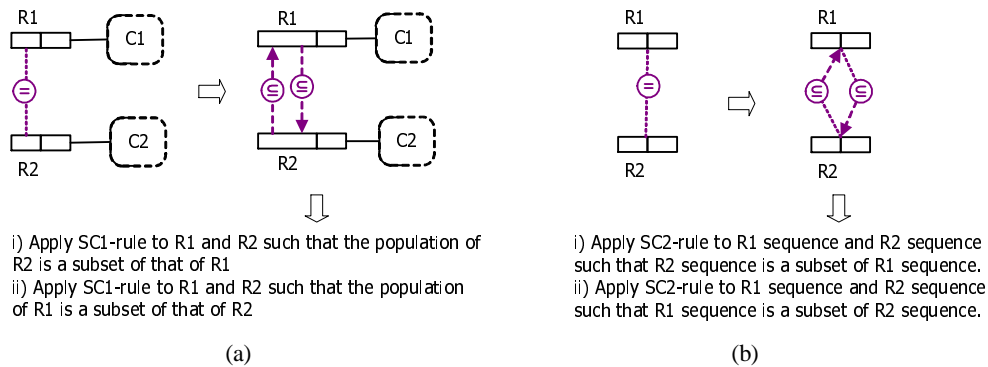 R1
C1
=
R2
C2
R1
C1
⊆
⊆
R2
C2
i) Apply SC1-rule to R1 and R2 such that the population of
R2 is a subset of that of R1
ii) Apply SC1-rule to R1 and R2 such that the population
of R1 is a subset of that of R2
(a)
R1
=
R2
R1
⊆
⊆
R2
i) Apply SC2-rule to R1 sequence and R2 sequence
such that R2 sequence is a subset of R1 sequence.
ii) Apply SC2-rule to R1 sequence and R2 sequence
such that R1 sequence is a subset of R2 sequence.
(b)